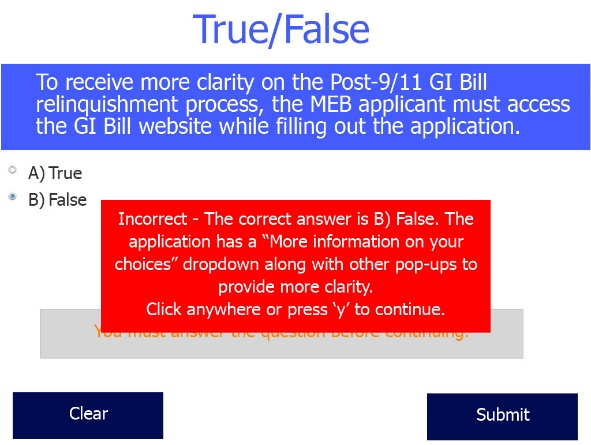 True/False
To receive more clarity on the Post-9/11 GI Bill
relinquishment process, the MEB applicant must access
the GI Bill website while filling out the application.
A) True
B) False
Incorrect - The correct answer is B) False. The
application has a “More information on your
choices” dropdown along with other pop-ups to
provide more clarity.
Click anywhere or press ‘y’ to continue.
You must answer the question before continuing.
Clear
Submit